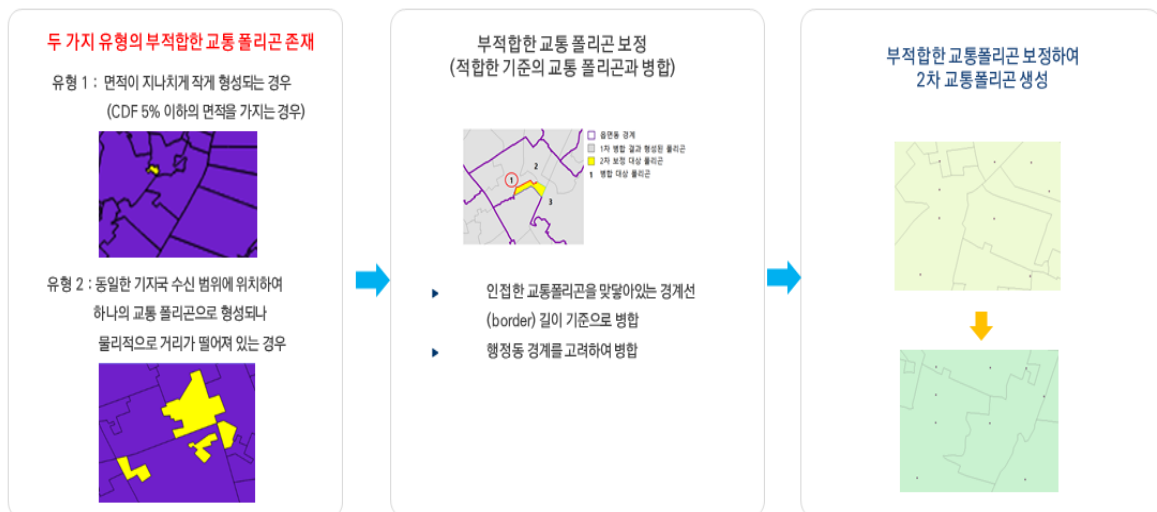 두 가지 유형의 부적합한 교통 폴리곤 존재
유형 1 : 면적이 지나치게 작게 형성되는 경우
(CDF 5% 이하의 면적을 가지는 경우)
유형 2 : 동일한 기지국 수신 범위에 위치하여
하나의 교통 폴리곤으로 형성되나
물리적으로 거리가 떨어져 있는 경우
부적합한 교통 폴리곤 보정
(적합한 기준의 교통 폴리곤과 병합)
읍면동 경계
1차 병합 결과 형성된 폴리곤
2차 보정 대상 폴리곤
1 병합 대상 폴리곤
2
1
3
인접한 교통폴리곤을 맞닿아있는 경계선
(border) 길이 기준으로 병합
행정동 경계를 고려하여 병합
부적합한 교통폴리곤 보정하여
2차 교통폴리곤 생성